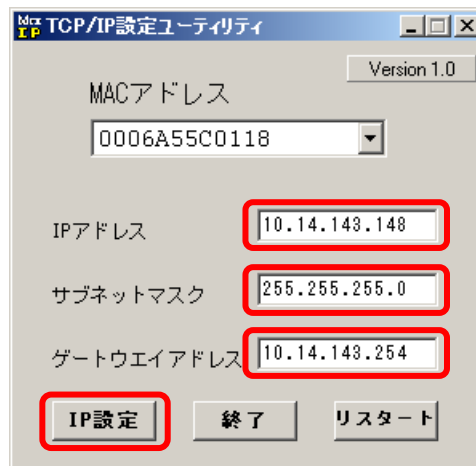 Mcx IP TCP/IP設定ユーティリティ
Version 1.0
MACアドレス
0006A55C0118
IPアドレス 10.14.143.148
サブネットマスク 255.255.255.0
ゲートウエイアドレス 10.14.143.254
IP設定 終了 リスタート